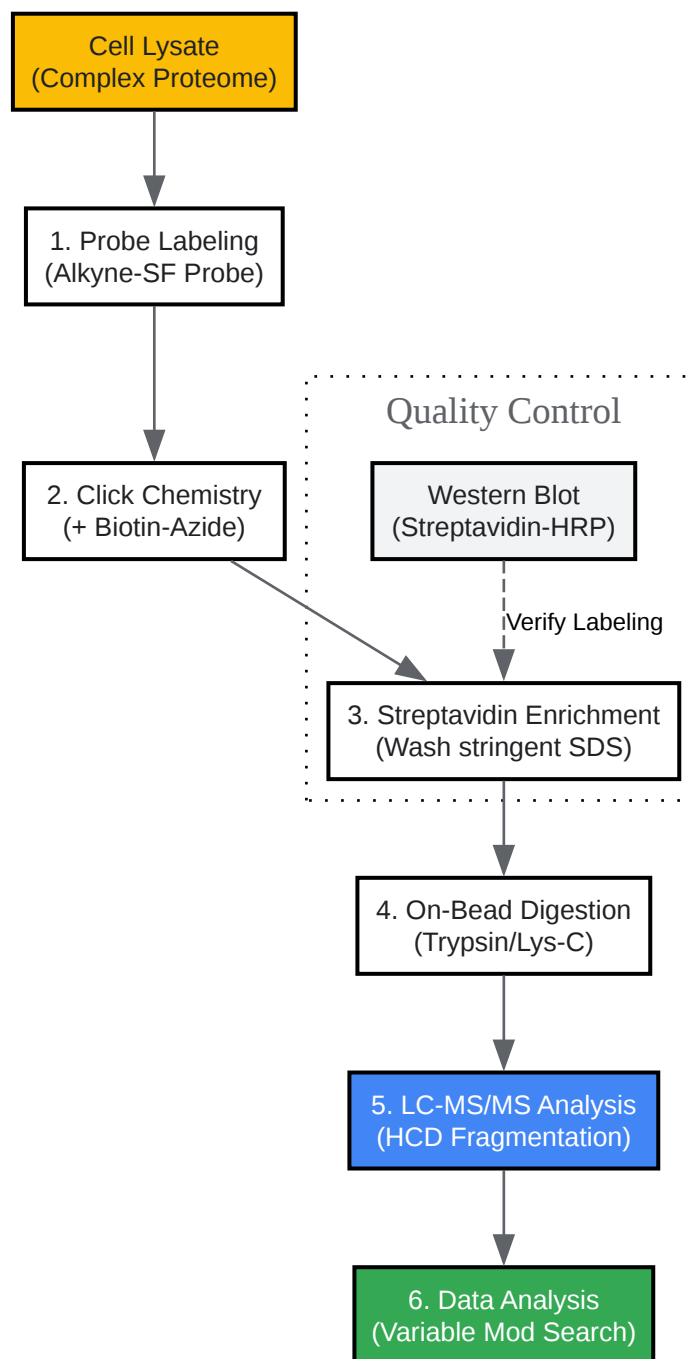 Cell Lysate
(Complex Proteome)
1. Probe Labeling
(Alkyne-SF Probe)
Quality Control
2. Click Chemistry
(+ Biotin-Azide)
Western Blot
(Streptavidin-HRP)
Verify Labeling
3. Streptavidin Enrichment
(Wash stringent SDS)
4. On-Bead Digestion
(Trypsin/Lys-C)
5. LC-MS/MS Analysis
(HCD Fragmentation)
6. Data Analysis
(Variable Mod Search)